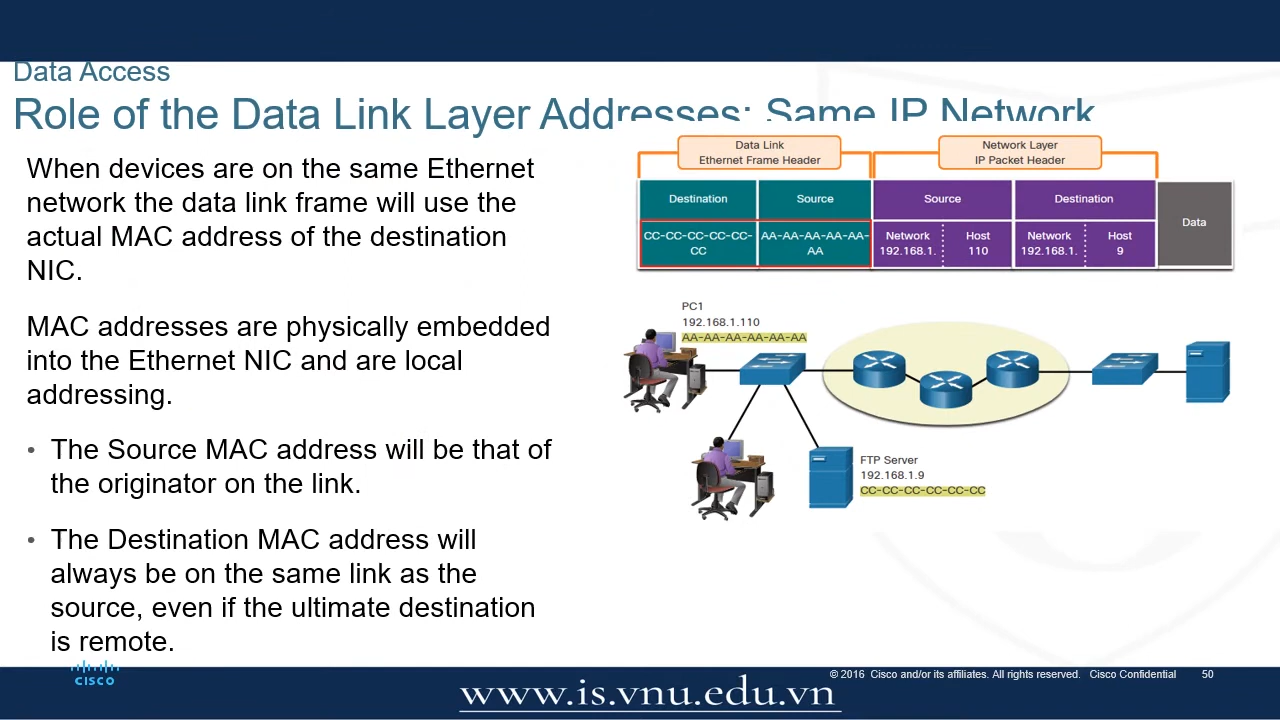 Data Access
Role of the Data Link Layer Addresses: Same IP Network
When devices are on the same Ethernet
network the data link frame will use the
actual MAC address of the destination
NIC.
MAC addresses are physically embedded
into the Ethernet NIC and are local
addressing.
• The Source MAC address will be that of
the originator on the link.
• The Destination MAC address will
always be on the same link as the
source, even if the ultimate destination
is remote.
Data Link
Ethernet Frame Header
Network Layer
IP Packet Header
Destination
Source
Source
Destination
Data
CC-CC-CC-CC-CC-
CC
AA-AA-AA-AA-AA-
AA
Network
192.168.1.
Host
110
Network
192.168.1.
Host
9
PC1
192.168.1.110
AA-AA-AA-AA-AA-AA
FTP Server
192.168.1.9
CC-CC-CC-CC-CC-CC
CISCO
© 2016 Cisco and/or its affiliates. All rights reserved. Cisco Confidential
50
www.is.vnu.edu.vn